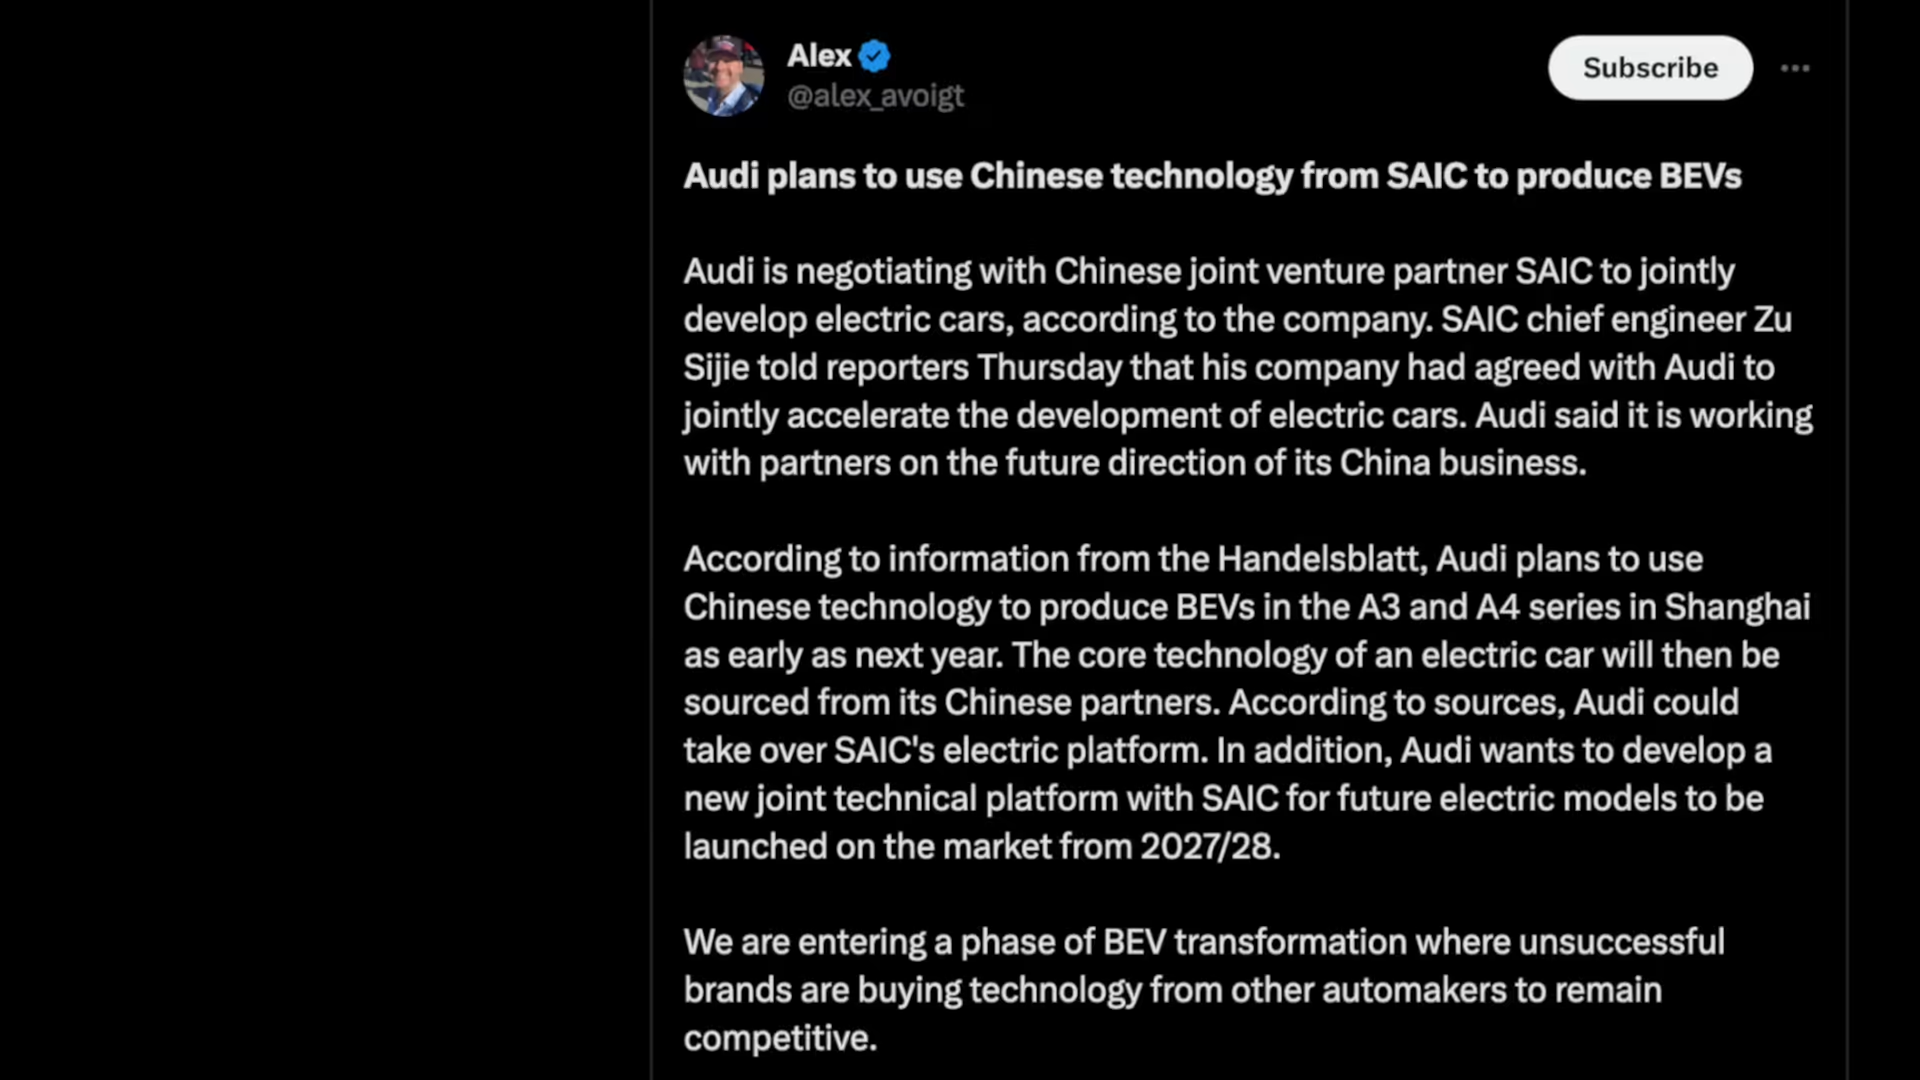 Alex
@alex_avoigt
Subscribe
Audi plans to use Chinese technology from SAIC to produce BEVs
Audi is negotiating with Chinese joint venture partner SAIC to jointly
develop electric cars, according to the company. SAIC chief engineer Zu
Sijie told reporters Thursday that his company had agreed with Audi to
jointly accelerate the development of electric cars. Audi said it is working
with partners on the future direction of its China business.
According to information from the Handelsblatt, Audi plans to use
Chinese technology to produce BEVs in the A3 and A4 series in Shanghai
as early as next year. The core technology of an electric car will then be
sourced from its Chinese partners. According to sources, Audi could
take over SAIC's electric platform. In addition, Audi wants to develop a
new joint technical platform with SAIC for future electric models to be
launched on the market from 2027/28.
We are entering a phase of BEV transformation where unsuccessful
brands are buying technology from other automakers to remain
competitive.